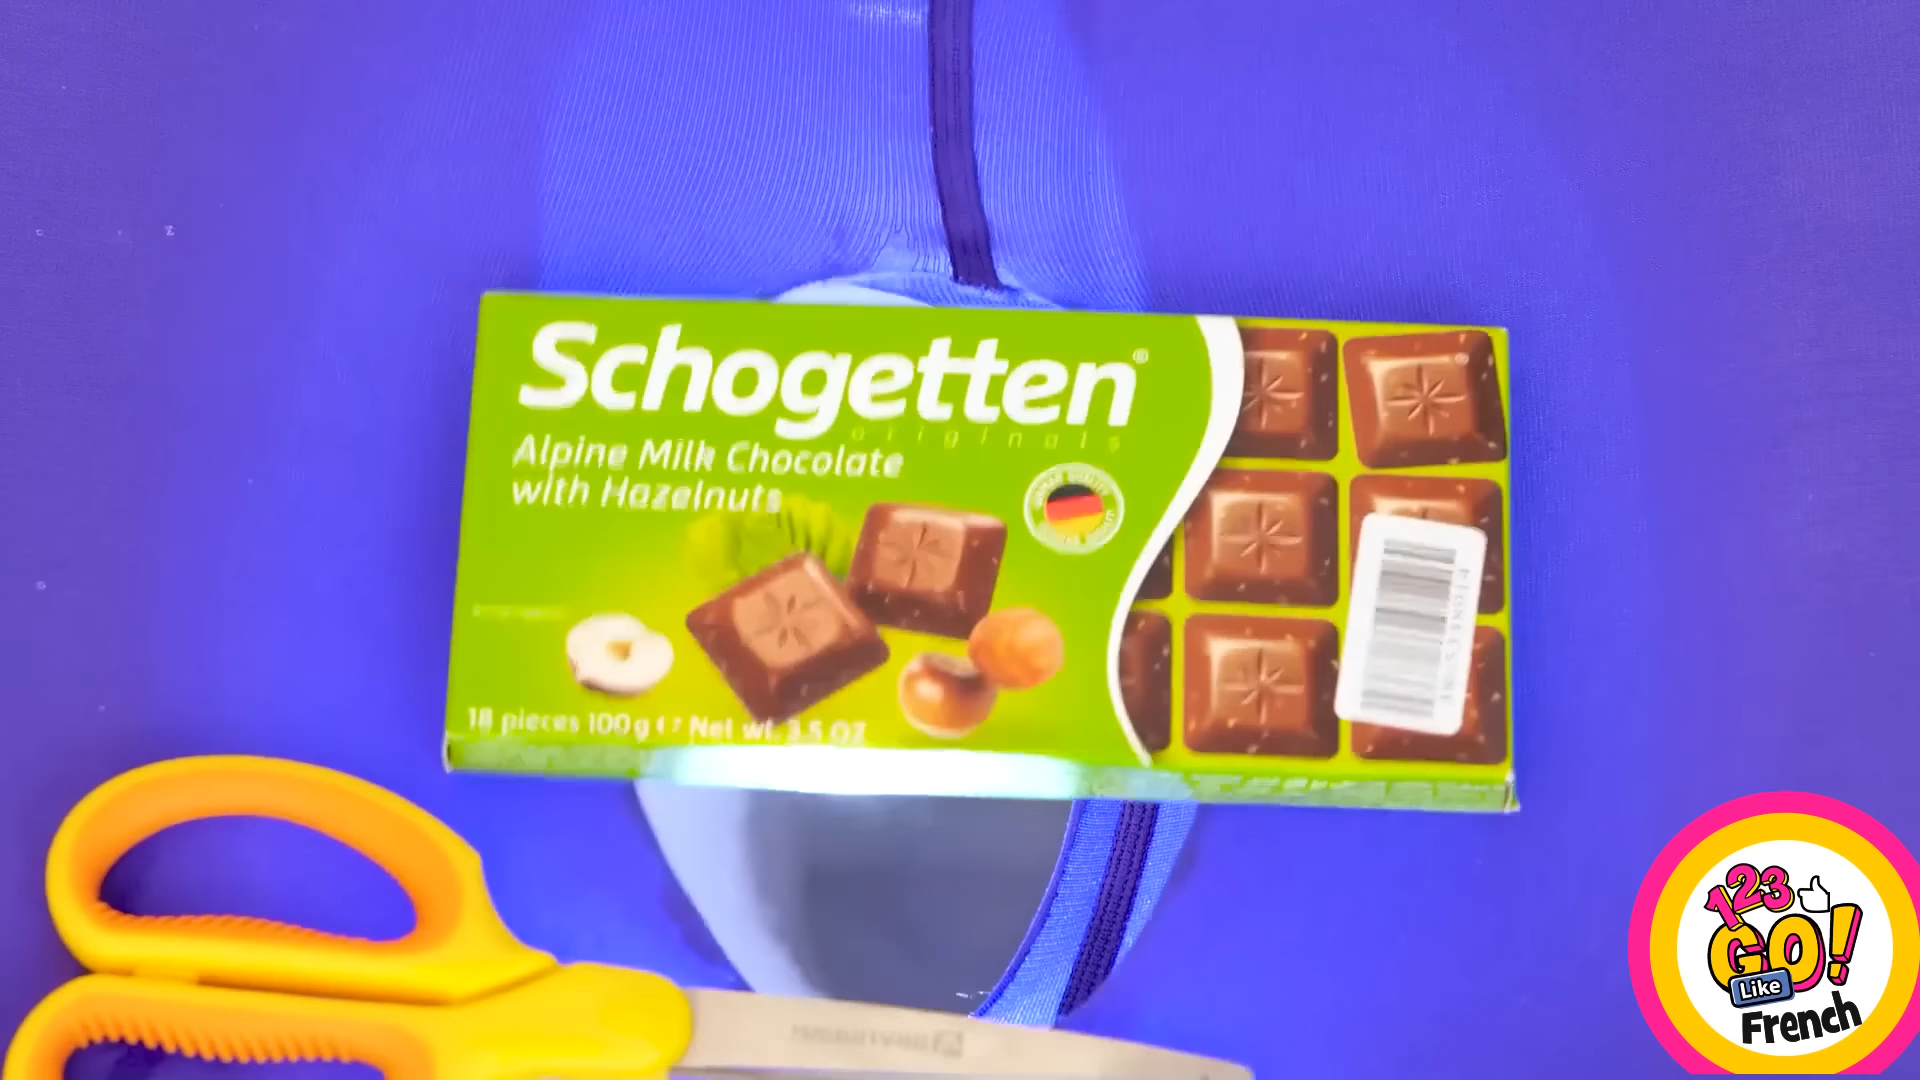 Schogetten®
originals
Alpine Milk Chocolate
with Hazelnuts
18 pieces 100g e Net wt. 3.5 OZ
123
GO!
Like
French